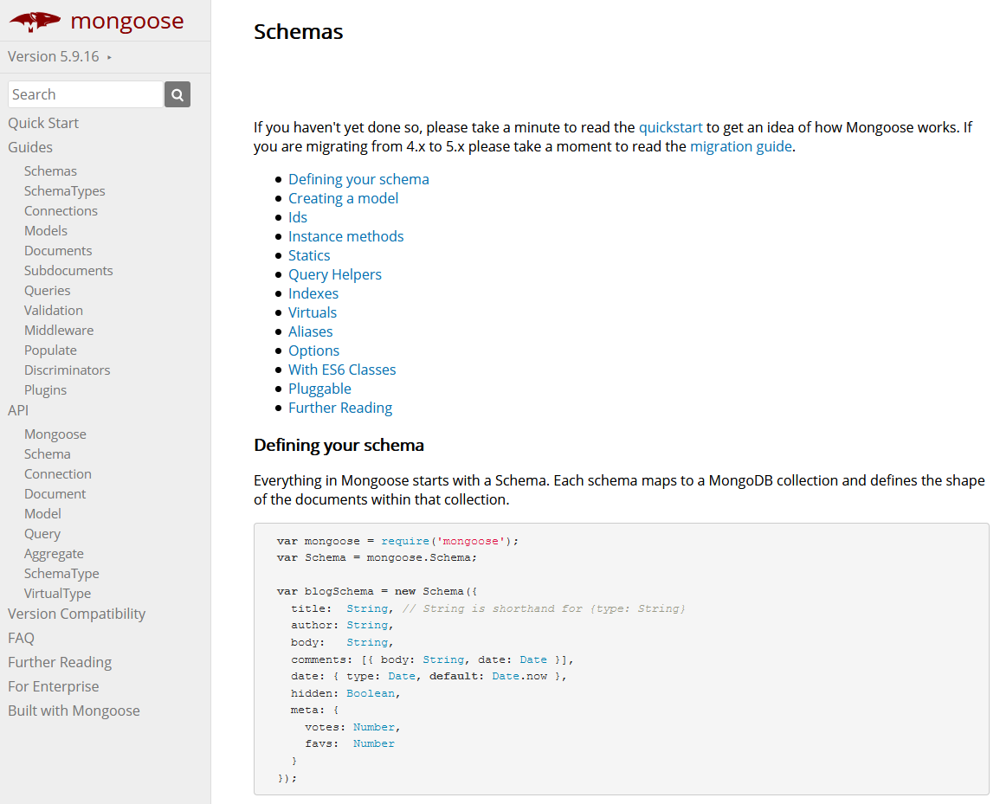 mongoose
Version 5.9.16 ▸
Search
Quick Start
Guides
Schemas
SchemaTypes
Connections
Models
Documents
Subdocuments
Queries
Validation
Middleware
Populate
Discriminators
Plugins
API
Mongoose
Schema
Connection
Document
Model
Query
Aggregate
SchemaType
VirtualType
Version Compatibility
FAQ
Further Reading
For Enterprise
Built with Mongoose
Schemas
If you haven't yet done so, please take a minute to read the quickstart to get an idea of how Mongoose works. If
you are migrating from 4.x to 5.x please take a moment to read the migration guide.
• Defining your schema
• Creating a model
• Ids
• Instance methods
• Statics
• Query Helpers
• Indexes
• Virtuals
• Aliases
• Options
• With ES6 Classes
• Pluggable
• Further Reading
Defining your schema
Everything in Mongoose starts with a Schema. Each schema maps to a MongoDB collection and defines the shape
of the documents within that collection.
var mongoose = require('mongoose');
var Schema = mongoose.Schema;
var blogSchema = new Schema({
  title:  String, // String is shorthand for {type: String}
  author: String,
  body:   String,
  comments: [{ body: String, date: Date }],
  date: { type: Date, default: Date.now },
  hidden: Boolean,
  meta: {
    votes: Number,
    favs:  Number
  }
});